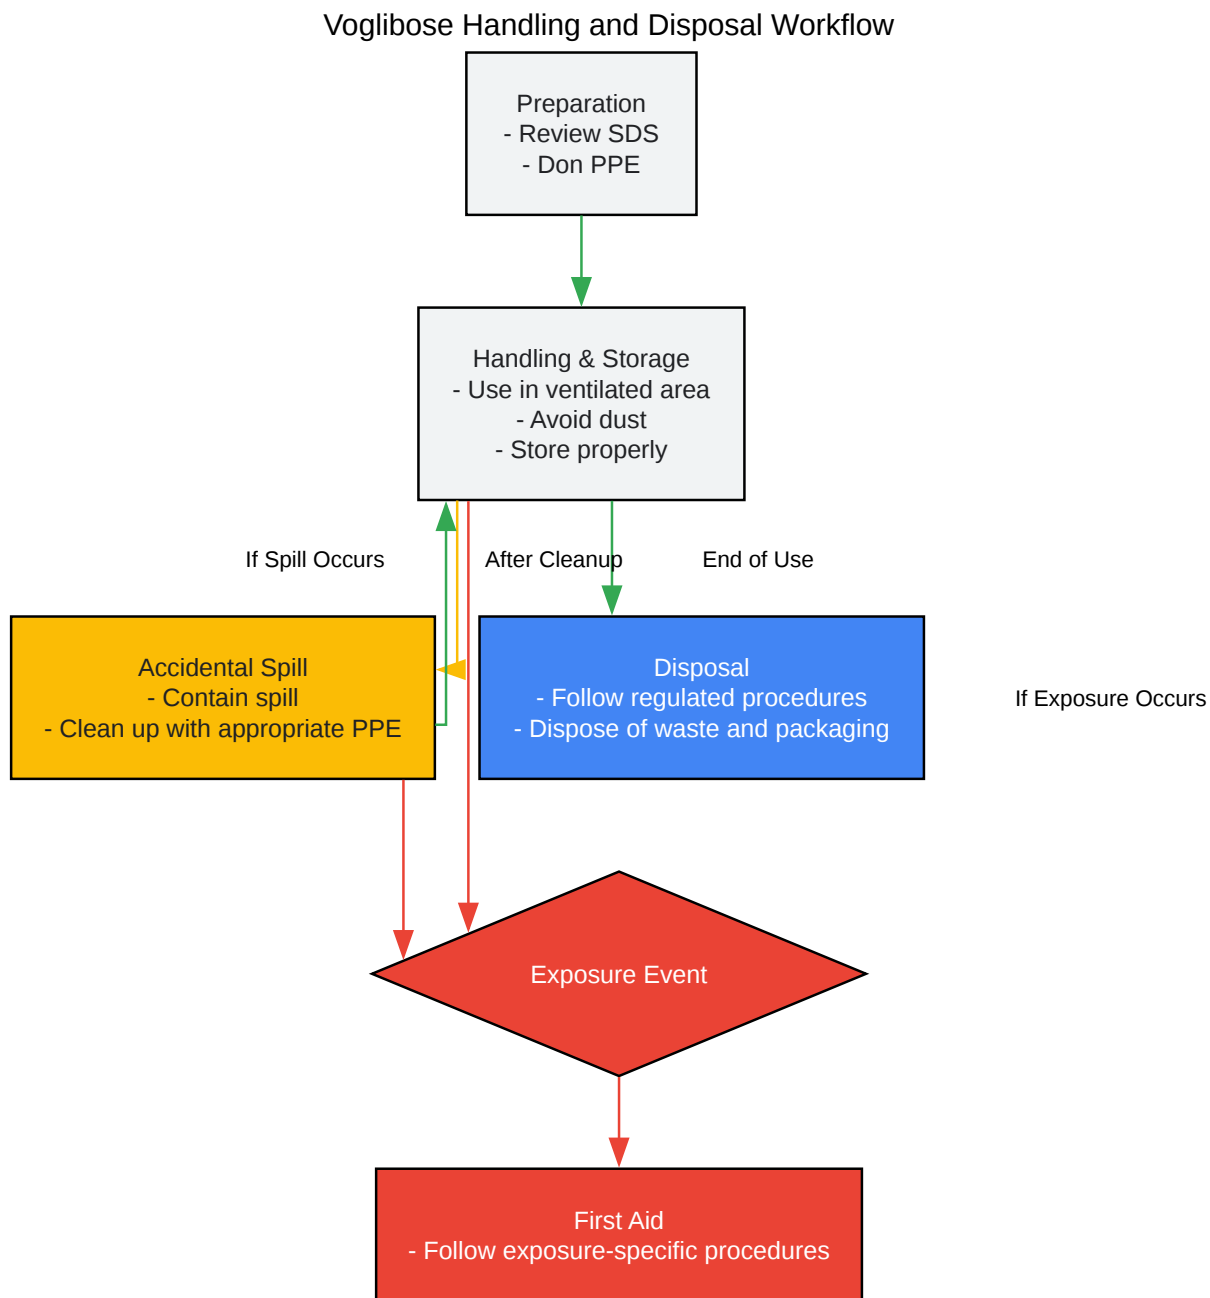 Voglibose Handling and Disposal Workflow
Preparation
- Review SDS
- Don PPE
Handling & Storage
- Use in ventilated area
- Avoid dust
- Store properly
If Spill Occurs
After Cleanup
End of Use
Accidental Spill
- Contain spill
- Clean up with appropriate PPE
Disposal
- Follow regulated procedures
- Dispose of waste and packaging
If Exposure Occurs
Exposure Event
First Aid
- Follow exposure-specific procedures